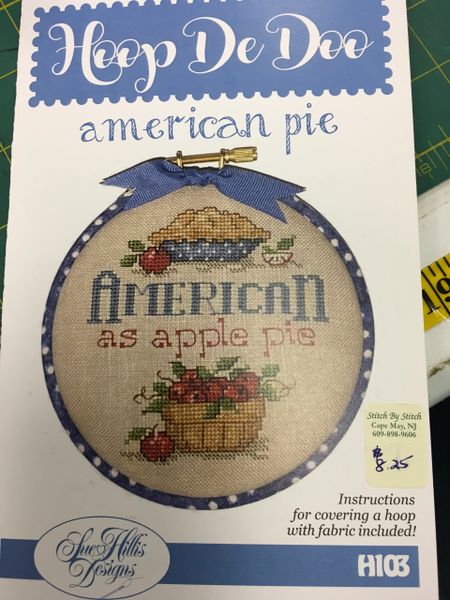 Hoop De Doo
american pie
AMERICAN
as apple pie
Stitch By Stitch
Cape May, NJ
609-898-9606
$8.25
Instructions
for covering a hoop
with fabric included!
Sue Hillis
Designs
H103